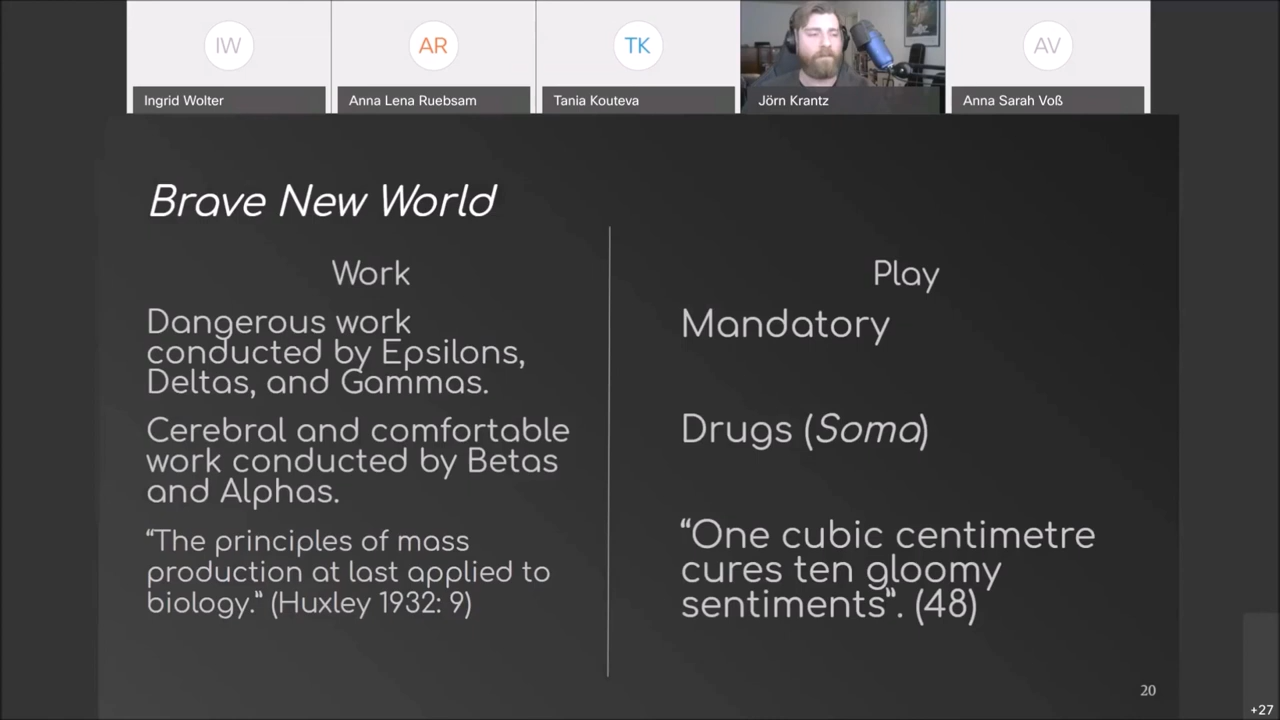 IW
AR
TK
AV
Ingrid Wolter
Anna Lena Ruebsam
Tania Kouteva
Jörn Krantz
Anna Sarah Voß
Brave New World
Work
Dangerous work
conducted by Epsilons,
Deltas, and Gammas.
Cerebral and comfortable
work conducted by Betas
and Alphas.
“The principles of mass
production at last applied to
biology.” (Huxley 1932: 9)
Play
Mandatory
Drugs (Soma)
“One cubic centimetre
cures ten gloomy
sentiments”. (48)
20
+27